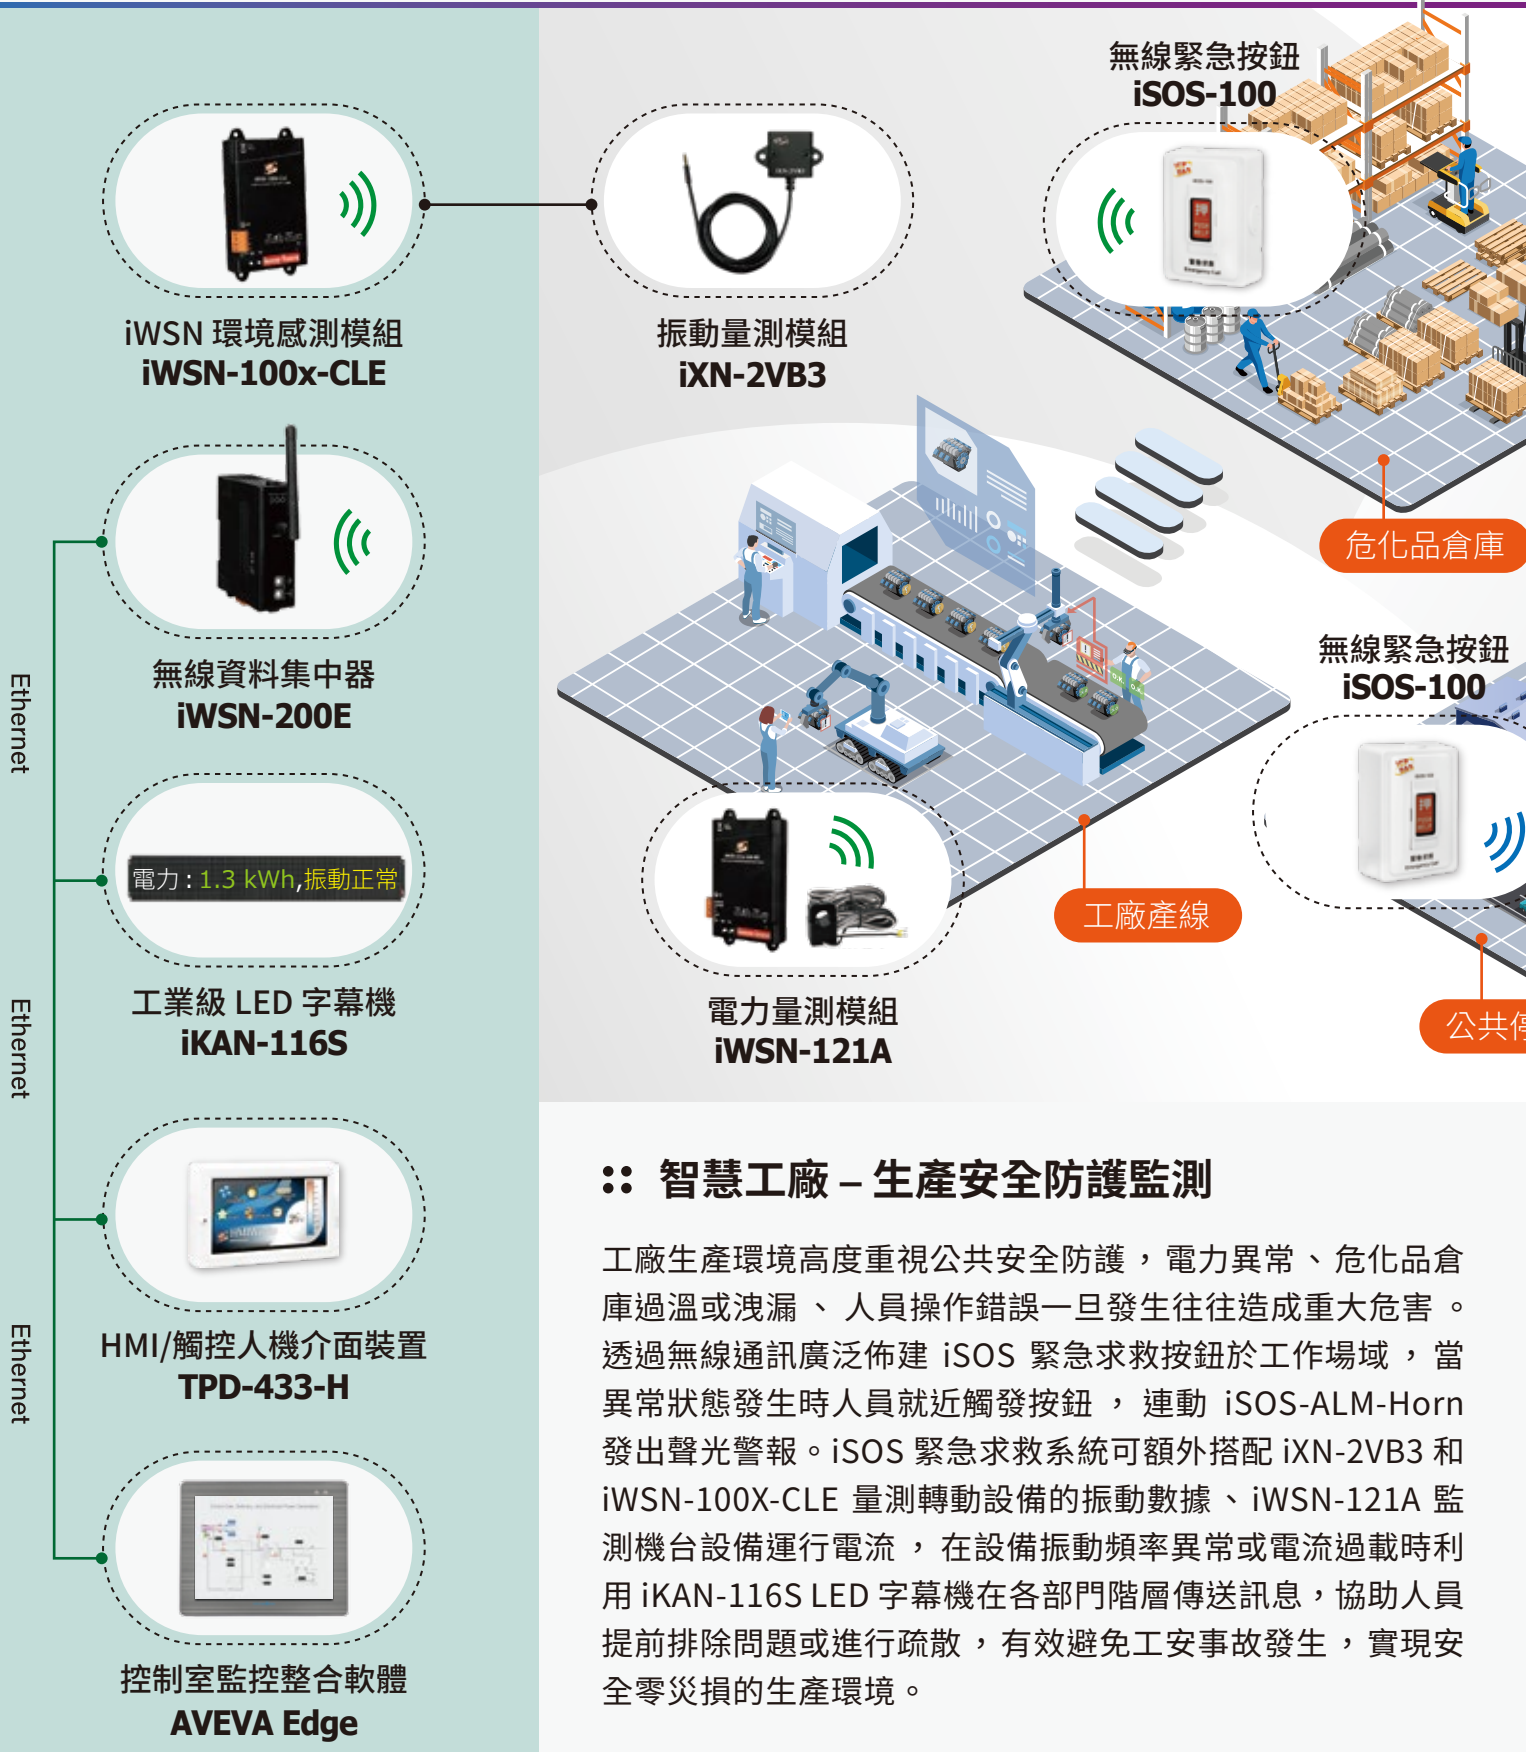 無線緊急按鈕
iSOS-100
iWSN 環境感測模組
iWSN-100x-CLE
振動量測模組
iXN-2VB3
危化品倉庫
無線資料集中器
iWSN-200E
無線緊急按鈕
iSOS-100
Ethernet
電力:1.3 kWh,振動正常
工業級 LED 字幕機
iKAN-116S
工廠產線
電力量測模組
iWSN-121A
公共停
Ethernet
HMI/觸控人機介面裝置
TPD-433-H
Ethernet
控制室監控整合軟體
AVEVA Edge
智慧工廠 – 生產安全防護監測
工廠生產環境高度重視公共安全防護,電力異常、危化品倉
庫過溫或洩漏、人員操作錯誤一旦發生往往造成重大危害。
透過無線通訊廣泛佈建 iSOS 緊急求救按鈕於工作場域,當
異常狀態發生時人員就近觸發按鈕,連動 iSOS-ALM-Horn
發出聲光警報。iSOS 緊急求救系統可額外搭配 iXN-2VB3 和
iWSN-100X-CLE 量測轉動設備的振動數據、iWSN-121A 監
測機台設備運行電流,在設備振動頻率異常或電流過載時利
用 iKAN-116S LED 字幕機在各部門階層傳送訊息,協助人員
提前排除問題或進行疏散,有效避免工安事故發生,實現安
全零災損的生產環境。